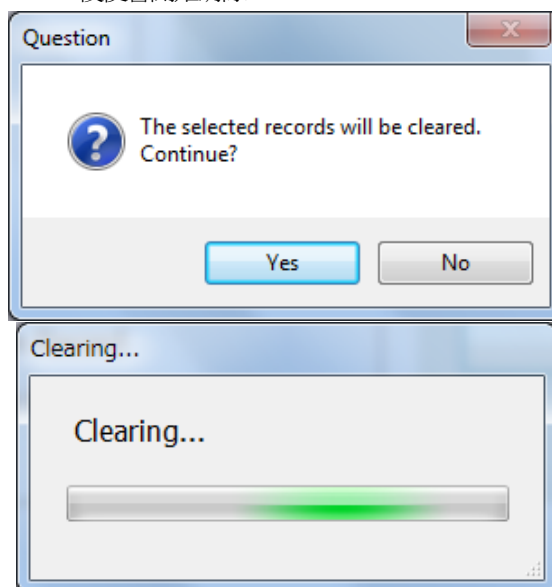 Question
The selected records will be cleared.
Continue?
Yes
No
Clearing...
Clearing...